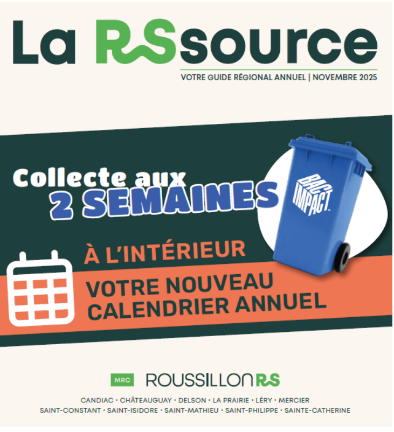 La RSsource
VOTRE GUIDE RÉGIONAL ANNUEL | NOVEMBRE 2025
Collecte aux
2 SEMAINES
BAC
IMPACT
À L'INTÉRIEUR
VOTRE NOUVEAU
CALENDRIER ANNUEL
MRC ROUSSILLON RS
CANDIAC • CHÂTEAUGUAY • DELSON • LA PRAIRIE • LÉRY • MERCIER
SAINT-CONSTANT • SAINT-ISIDORE • SAINT-MATHIEU • SAINT-PHILIPPE • SAINTE-CATHERINE